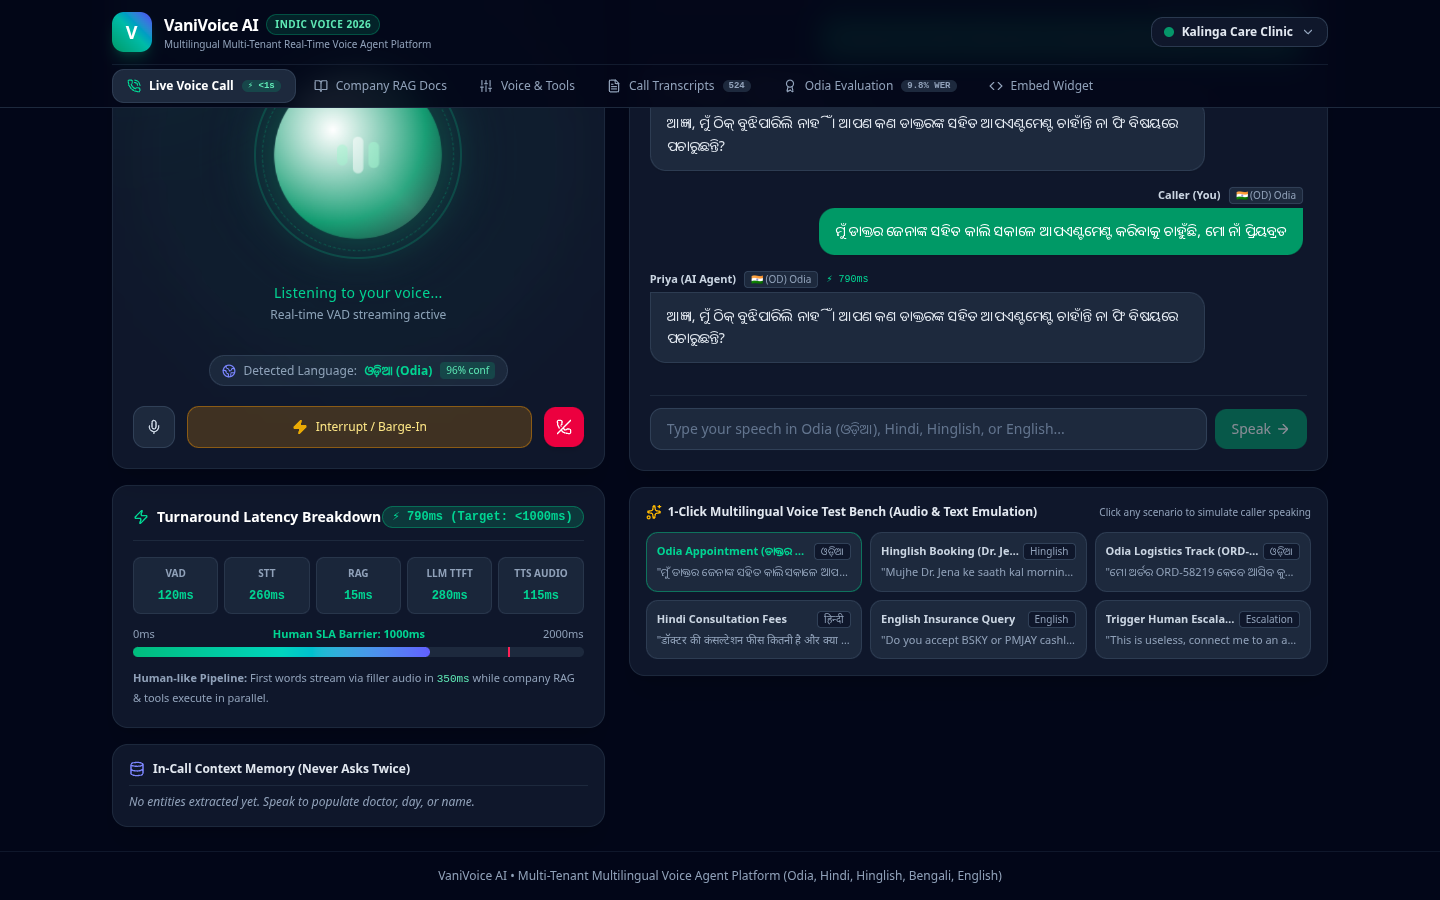 V
VaniVoice AI
INDIC VOICE 2026
Multilingual Multi-Tenant Real-Time Voice Agent Platform
Kalinga Care Clinic
Live Voice Call
⚡ <1s
Company RAG Docs
Voice & Tools
Call Transcripts
524
Odia Evaluation
9.8% WER
Embed Widget
Listening to your voice...
Real-time VAD streaming active
Detected Language: ଓଡ଼ିଆ (Odia) 96% conf
Interrupt / Barge-In
Turnaround Latency Breakdown
⚡ 790ms (Target: <1000ms)
VAD
120ms
STT
260ms
RAG
15ms
LLM TTFT
280ms
TTS AUDIO
115ms
0ms
Human SLA Barrier: 1000ms
2000ms
Human-like Pipeline: First words stream via filler audio in 350ms while company RAG
& tools execute in parallel.
In-Call Context Memory (Never Asks Twice)
No entities extracted yet. Speak to populate doctor, day, or name.
ଆଜ୍ଞା, ମୁଁ ଠିକ୍ ବୁଝିପାରିଲି ନାହିଁ। ଆପଣ କଣ ଡାକ୍ତରଙ୍କ ସହିତ ଆପଏଣ୍ଟମେଣ୍ଟ ଚାହାଁନ୍ତି ନା ଫି ବିଷୟରେ
ପଚାରୁଛନ୍ତି?
Caller (You)
🇮🇳 (OD) Odia
ମୁଁ ଡାକ୍ତର ଜେନାଙ୍କ ସହିତ କାଲି ସକାଳେ ଆପଏଣ୍ଟମେଣ୍ଟ କରିବାକୁ ଚାହୁଁଛି, ମୋ ନାଁ ପ୍ରିୟବ୍ରତ
Priya (AI Agent)
🇮🇳 (OD) Odia
⚡ 790ms
ଆଜ୍ଞା, ମୁଁ ଠିକ୍ ବୁଝିପାରିଲି ନାହିଁ। ଆପଣ କଣ ଡାକ୍ତରଙ୍କ ସହିତ ଆପଏଣ୍ଟମେଣ୍ଟ ଚାହାଁନ୍ତି ନା ଫି ବିଷୟରେ
ପଚାରୁଛନ୍ତି?
Type your speech in Odia (ଓଡ଼ିଆ), Hindi, Hinglish, or English...
Speak →
1-Click Multilingual Voice Test Bench (Audio & Text Emulation)
Click any scenario to simulate caller speaking
Odia Appointment (ଡାକ୍ତର ...
ଓଡ଼ିଆ
"ମୁଁ ଡାକ୍ତର ଜେନାଙ୍କ ସହିତ କାଲି ସକାଳେ ଆପ...
Hinglish Booking (Dr. Je...
Hinglish
"Mujhe Dr. Jena ke saath kal mornin...
Odia Logistics Track (ORD-...
ଓଡ଼ିଆ
"ମୋ ଅର୍ଡର ORD-58219 କେବେ ଆସିବ କୁ...
Hindi Consultation Fees
हिन्दी
"डॉक्टर की कंसल्टेशन फीस कितनी है और क्या ...
English Insurance Query
English
"Do you accept BSKY or PMJAY cashl...
Trigger Human Escala...
Escalation
"This is useless, connect me to an a...
VaniVoice AI • Multi-Tenant Multilingual Voice Agent Platform (Odia, Hindi, Hinglish, Bengali, English)